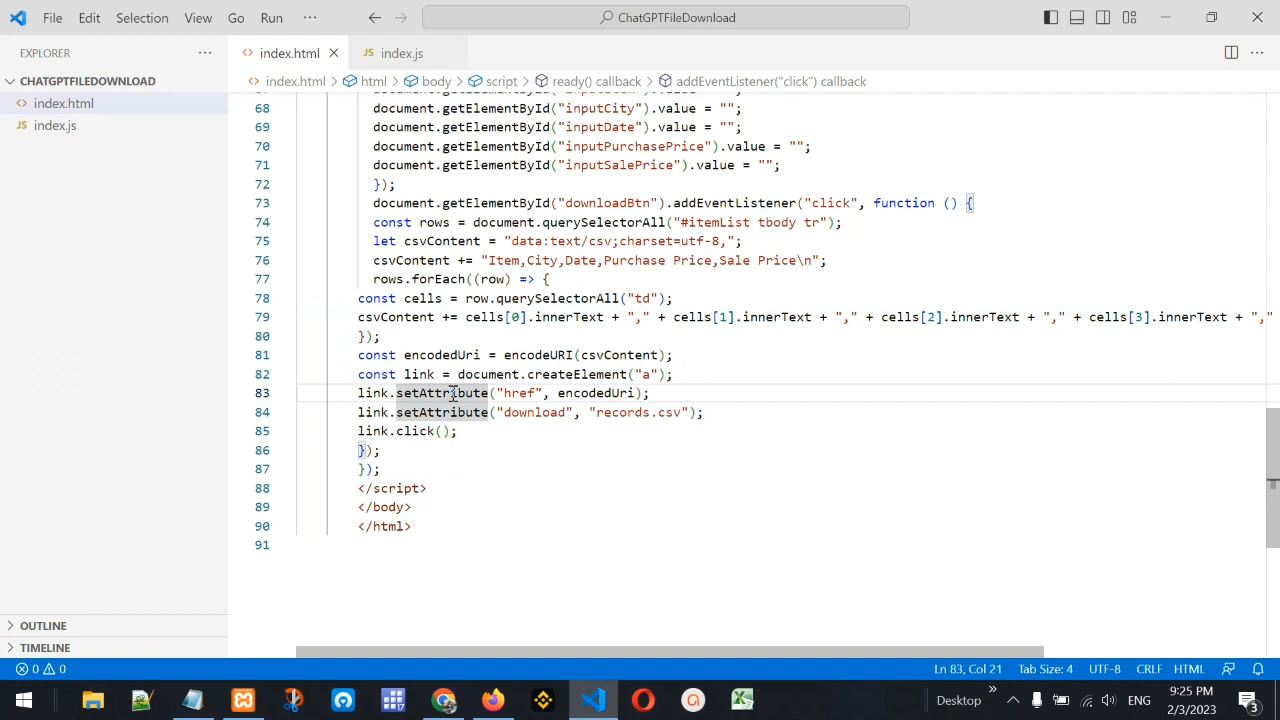 File Edit Selection View Go Run ··· ChatGPTFileDownload
EXPLORER ···
CHATGPTFILEDOWNLOAD
<> index.html
JS index.js
<> index.html
JS index.js
<> index.html > html > body > script > ready() callback > addEventListener("click") callback
68 document.getElementById("inputCity").value = "";
69 document.getElementById("inputDate").value = "";
70 document.getElementById("inputPurchasePrice").value = "";
71 document.getElementById("inputSalePrice").value = "";
72 });
73 document.getElementById("downloadBtn").addEventListener("click", function () {
74 const rows = document.querySelectorAll("#itemList tbody tr");
75 let csvContent = "data:text/csv;charset=utf-8,";
76 csvContent += "Item,City,Date,Purchase Price,Sale Price\n";
77 rows.forEach((row) => {
78 const cells = row.querySelectorAll("td");
79 csvContent += cells[0].innerText + "," + cells[1].innerText + "," + cells[2].innerText + "," + cells[3].innerText + ","
80 });
81 const encodedUri = encodeURI(csvContent);
82 const link = document.createElement("a");
83 link.setAttribute("href", encodedUri);
84 link.setAttribute("download", "records.csv");
85 link.click();
86 });
87 });
88 </script>
89 </body>
90 </html>
91
OUTLINE
TIMELINE
0 0 Ln 83, Col 21 Tab Size: 4 UTF-8 CRLF HTML
Desktop ENG
9:25 PM
2/3/2023
3